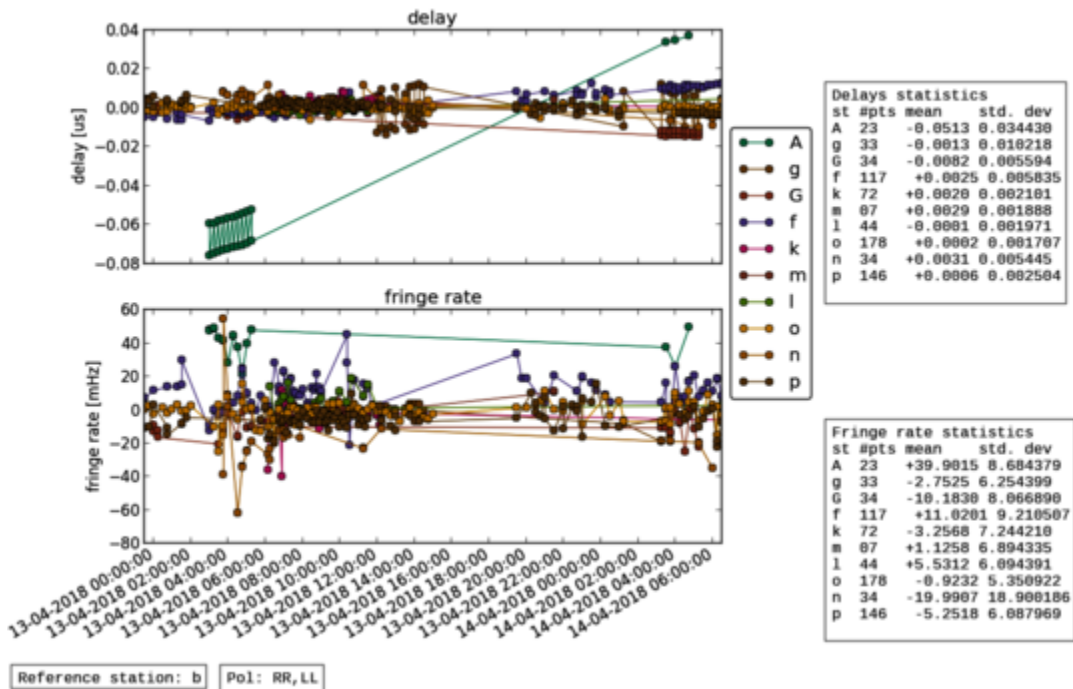 delay
0.04
0.02
0.00
−0.02
−0.04
−0.06
−0.08
delay [us]
fringe rate
60
40
20
0
−20
−40
−60
−80
fringe rate [mHz]
13-04-2018 00:00:00
13-04-2018 02:00:00
13-04-2018 04:00:00
13-04-2018 06:00:00
13-04-2018 08:00:00
13-04-2018 10:00:00
13-04-2018 12:00:00
13-04-2018 14:00:00
13-04-2018 16:00:00
13-04-2018 18:00:00
13-04-2018 20:00:00
13-04-2018 22:00:00
14-04-2018 00:00:00
14-04-2018 02:00:00
14-04-2018 04:00:00
14-04-2018 06:00:00
A
g
G
f
k
m
l
o
n
p
Delays statistics
st #pts mean std. dev
A 23 -0.0513 0.034430
g 33 -0.0013 0.010218
G 34 -0.0082 0.005594
f 117 +0.0025 0.005835
k 72 +0.0020 0.002101
m 07 +0.0029 0.001888
l 44 -0.0001 0.001971
o 178 +0.0002 0.001707
n 34 +0.0031 0.005445
p 146 +0.0006 0.002504
Fringe rate statistics
st #pts mean std. dev
A 23 +39.9015 8.684379
g 33 -2.7525 6.254399
G 34 -10.1830 8.066890
f 117 +11.0201 9.210507
k 72 -3.2568 7.244210
m 07 +1.1258 6.894335
l 44 +5.5312 6.094391
o 178 -0.9232 5.350922
n 34 -19.9907 18.900186
p 146 -5.2518 6.087969
Reference station: b
Pol: RR,LL